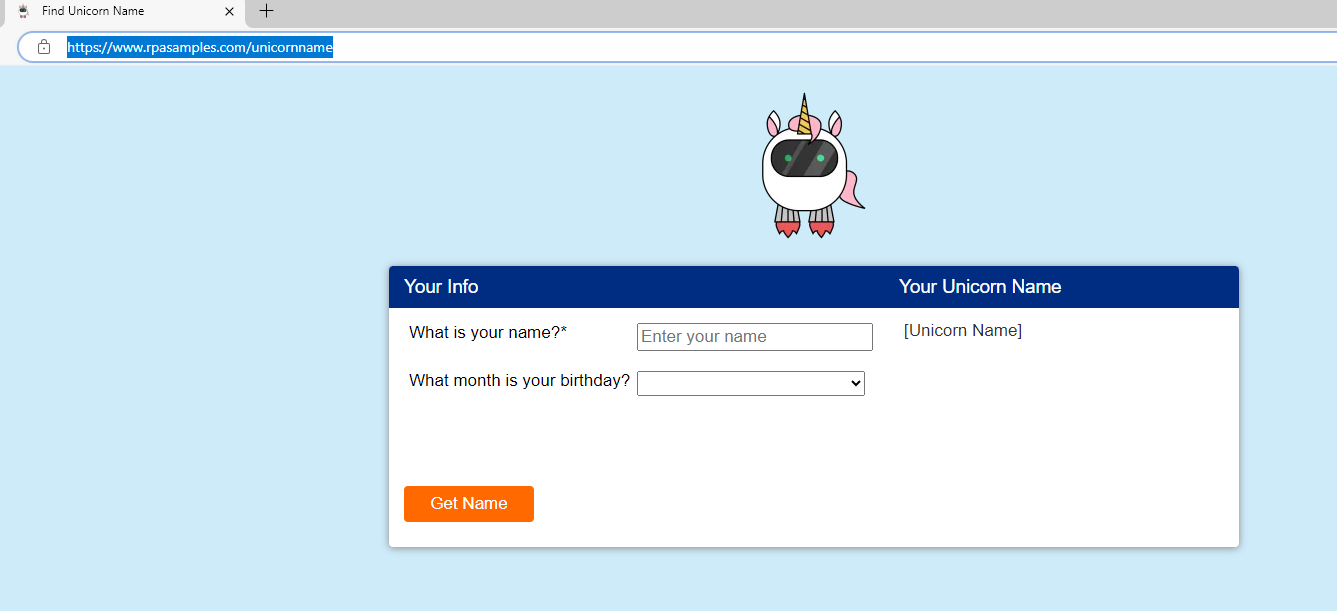 Find Unicorn Name
https://www.rpasamples.com/unicornname
Your Info
Your Unicorn Name
What is your name?*
Enter your name
[Unicorn Name]
What month is your birthday?
Get Name